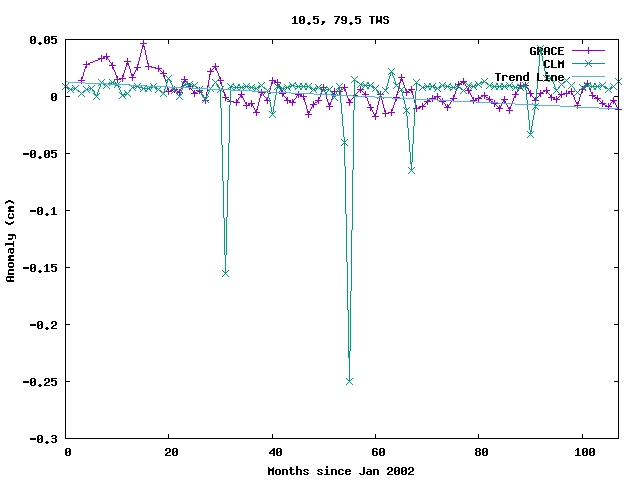 10.5, 79.5 TWS
GRACE
CLM
Trend Line
0.05
0
-0.05
-0.1
-0.15
-0.2
-0.25
-0.3
Anomaly (cm)
0 20 40 60 80 100
Months since Jan 2002